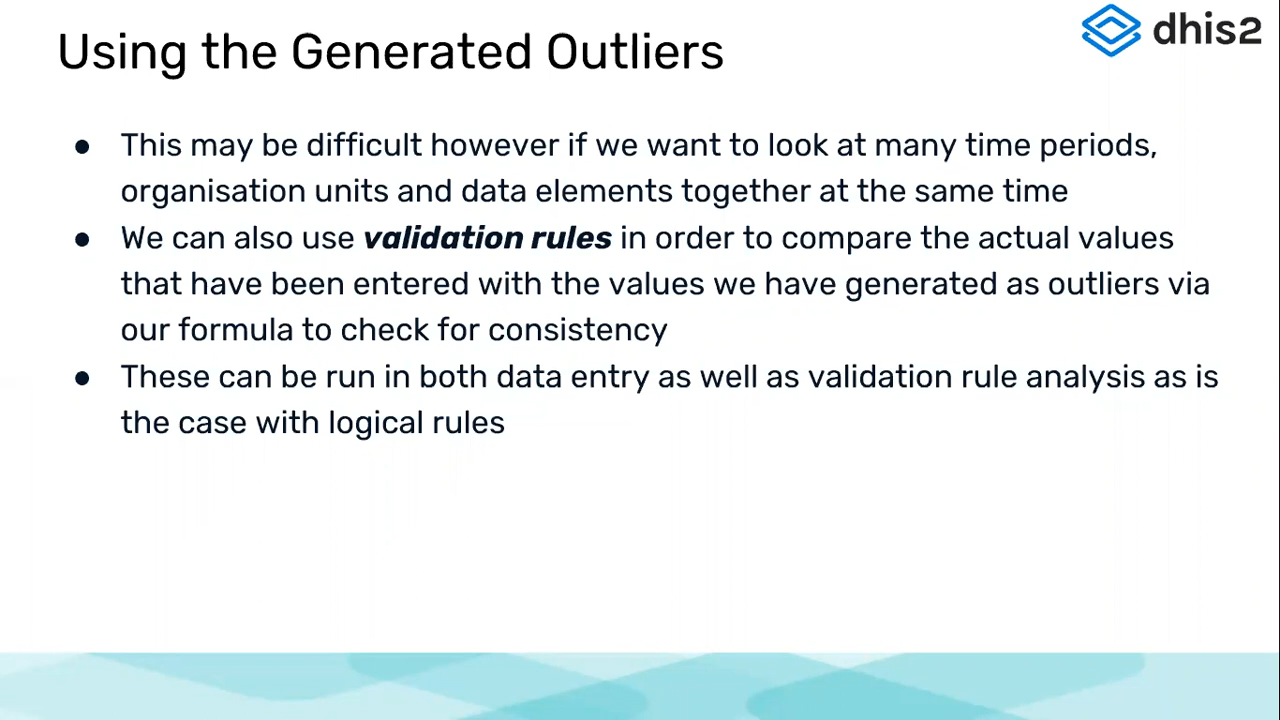 Using the Generated Outliers
dhis2
● This may be difficult however if we want to look at many time periods,
organisation units and data elements together at the same time
● We can also use validation rules in order to compare the actual values
that have been entered with the values we have generated as outliers via
our formula to check for consistency
● These can be run in both data entry as well as validation rule analysis as is
the case with logical rules